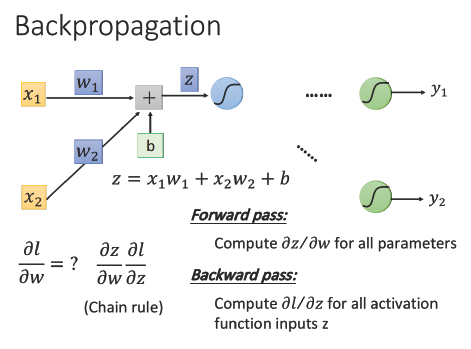 Backpropagation
x₁
w₁
+
z
......
y₁
w₂
b
......
z = x₁w₁ + x₂w₂ + b
x₂
y₂
Forward pass:
Compute ∂z/∂w for all parameters
∂l/∂w = ? ∂z/∂w ∂l/∂z
(Chain rule)
Backward pass:
Compute ∂l/∂z for all activation
function inputs z